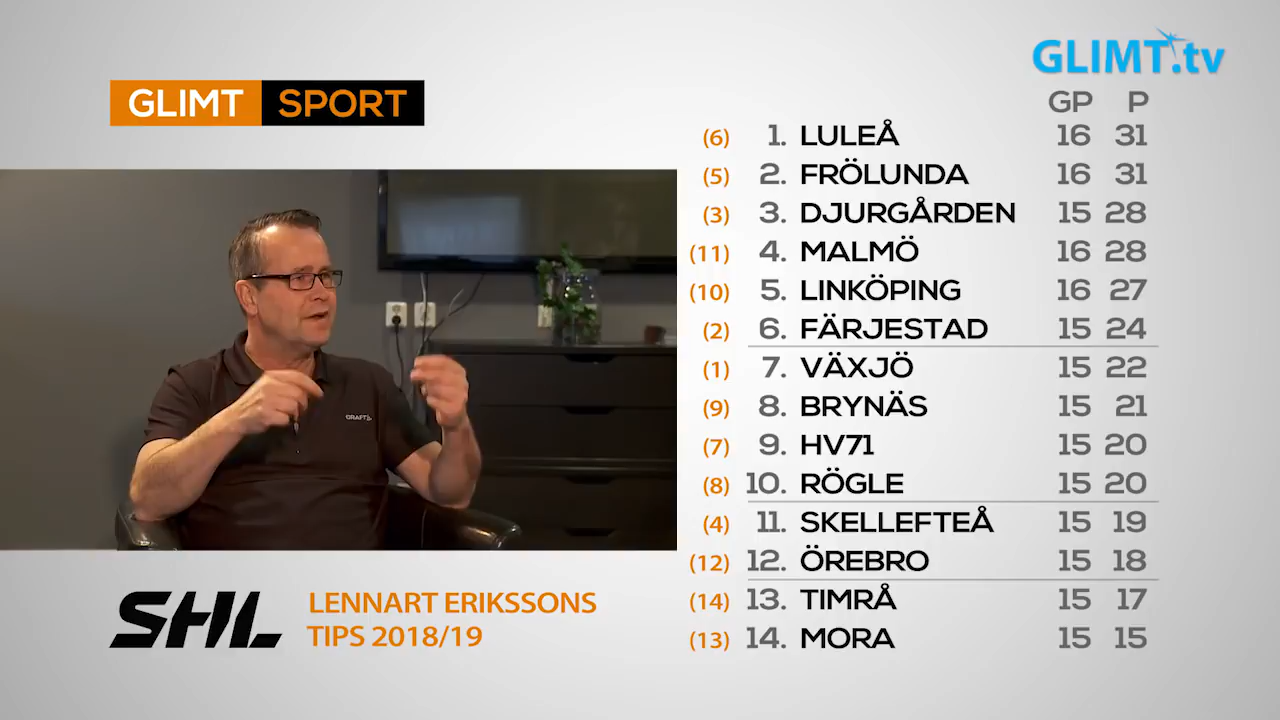 GLIMT.tv
GLIMT SPORT
GP P
(6) 1. LULEÅ 16 31
(5) 2. FRÖLUNDA 16 31
(3) 3. DJURGÅRDEN 15 28
(11) 4. MALMÖ 16 28
(10) 5. LINKÖPING 16 27
(2) 6. FÄRJESTAD 15 24
(1) 7. VÄXJÖ 15 22
(9) 8. BRYNÄS 15 21
(7) 9. HV71 15 20
(8) 10. RÖGLE 15 20
(4) 11. SKELLEFTEÅ 15 19
(12) 12. ÖREBRO 15 18
(14) 13. TIMRÅ 15 17
(13) 14. MORA 15 15
CRAFT
SHL
LENNART ERIKSSONS
TIPS 2018/19